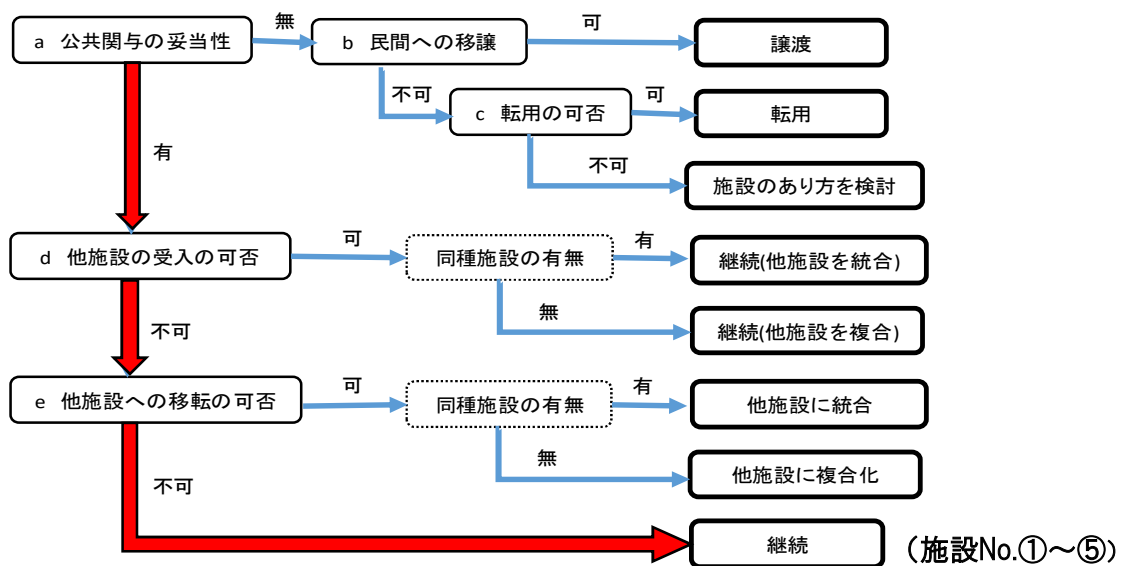 a 公共関与の妥当性
無
b 民間への移譲
可
譲渡
不可
c 転用の可否
可
転用
有
不可
施設のあり方を検討
d 他施設の受入の可否
可
同種施設の有無
有
継続(他施設を統合)
不可
無
継続(他施設を複合)
e 他施設への移転の可否
可
同種施設の有無
有
他施設に統合
不可
無
他施設に複合化
継続
(施設No.①～⑤)